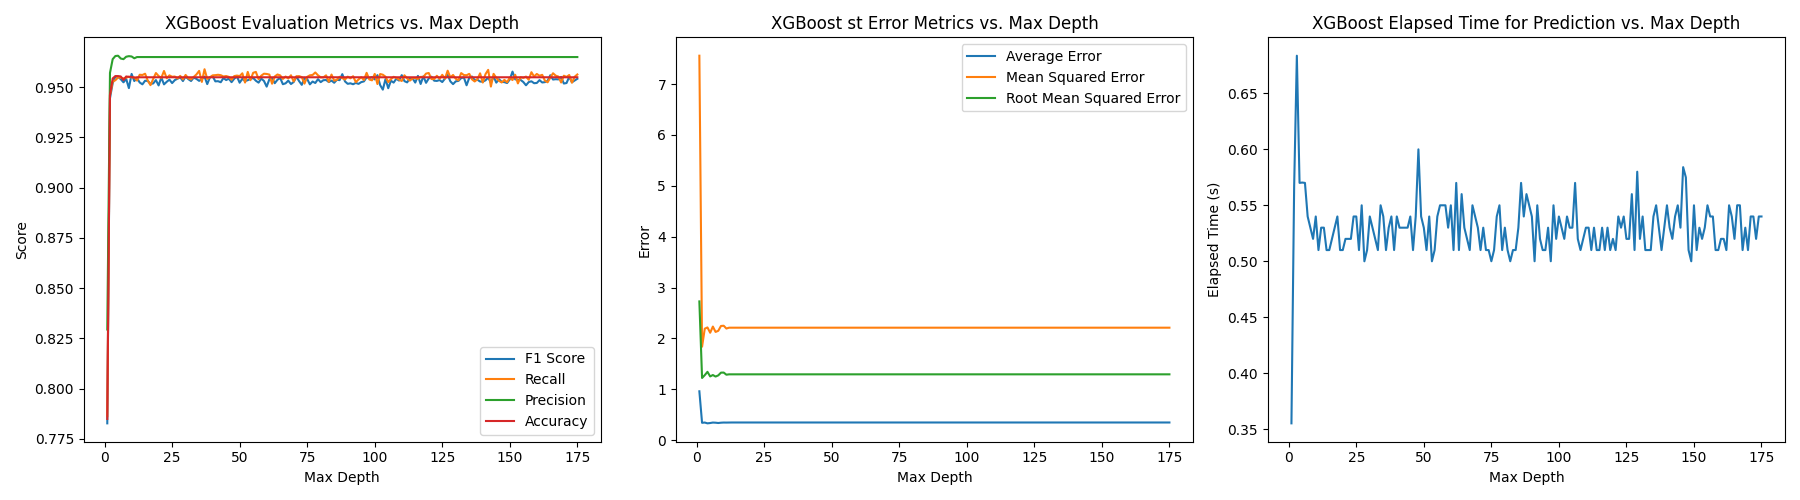 XGBoost Evaluation Metrics vs. Max Depth
Score
0.950
0.925
0.900
0.875
0.850
0.825
0.800
0.775
F1 Score
Recall
Precision
Accuracy
0 25 50 75 100 125 150 175
Max Depth
XGBoost st Error Metrics vs. Max Depth
Error
7
6
5
4
3
2
1
0
Average Error
Mean Squared Error
Root Mean Squared Error
0 25 50 75 100 125 150 175
Max Depth
XGBoost Elapsed Time for Prediction vs. Max Depth
Elapsed Time (s)
0.65
0.60
0.55
0.50
0.45
0.40
0.35
0 25 50 75 100 125 150 175
Max Depth